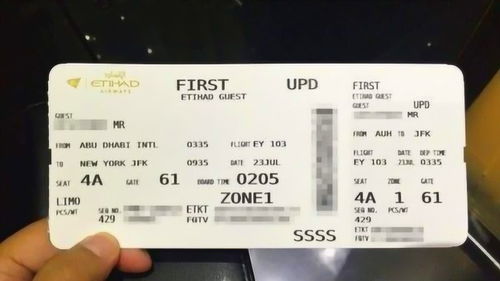 ETIHAD
AIRWAYS
FIRST UPD
ETIHAD GUEST
GUEST
MR
FROM ABU DHABI INTL 0335 FLIGHT EY 103
TO NEW YORK JFK 0935 DATE 23JUL
SEAT 4A GATE 61 BOARD TIME 0205
LIMO ZONE1
PCS/WT SEQ NO. ETKT
429 FQTV
SSSS
FIRST
GUEST UPD
MR
FROM AUH TO JFK
FLIGHT DATE DEP TIME
EY 103 23JUL 0335
SEAT ZONE GATE
4A 1 61
PCS/WT SEQ NO.
429
ETKT
FQTV